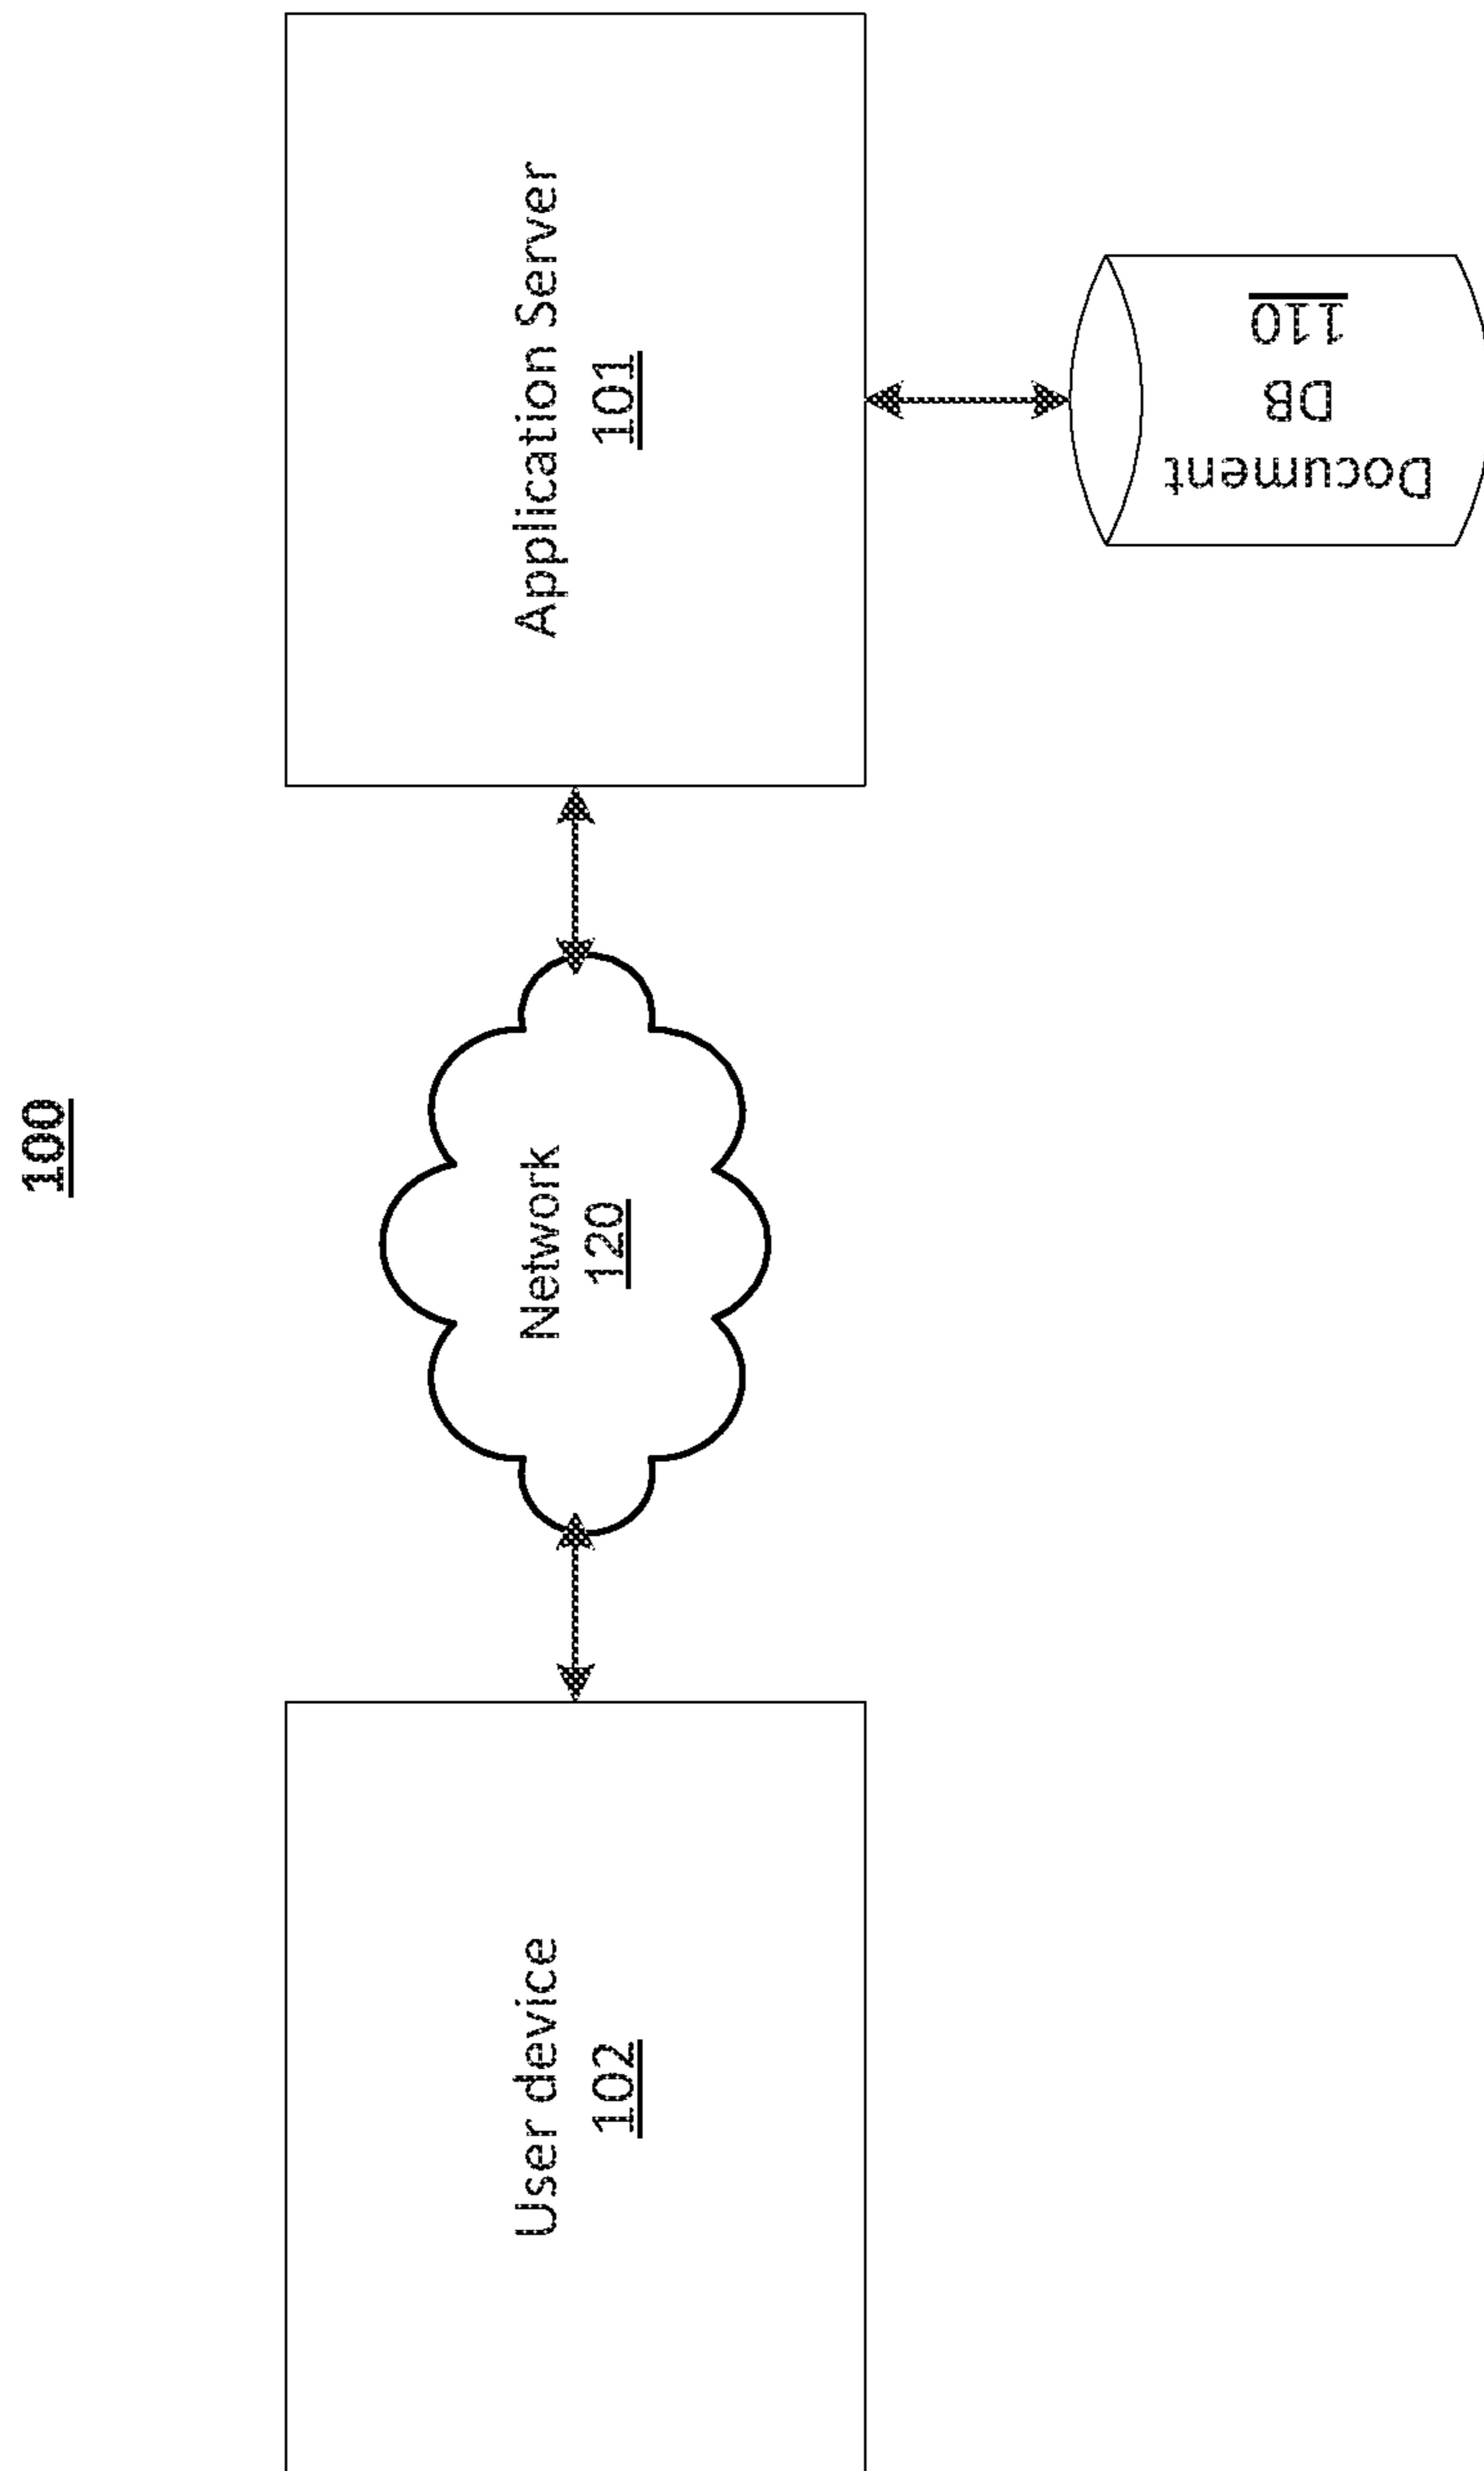 100
User device
102
Network
120
Application Server
101
Document
DB
110